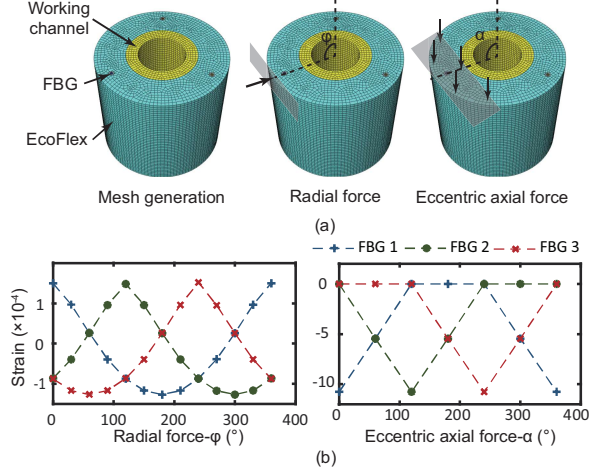 Working
channel
FBG
EcoFlex
φ
α
Mesh generation
Radial force
Eccentric axial force
(a)
FBG 1
FBG 2
FBG 3
Strain (×10⁻⁴)
1
0
-1
0
100
200
300
400
Radial force-φ (°)
0
-5
-10
0
100
200
300
400
Eccentric axial force-α (°)
(b)